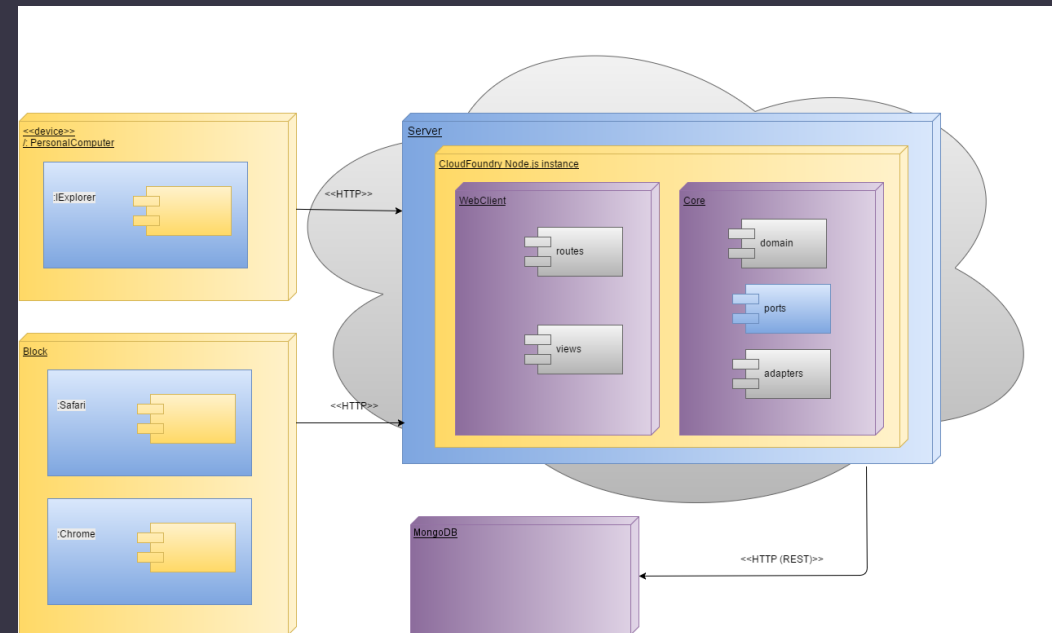 <<device>>
/: PersonalComputer
:IExplorer
<<HTTP>>
Server
CloudFoundry Node.js instance
WebClient
routes
views
Core
domain
ports
adapters
Block
:Safari
:Chrome
<<HTTP>>
MongoDB
<<HTTP (REST)>>